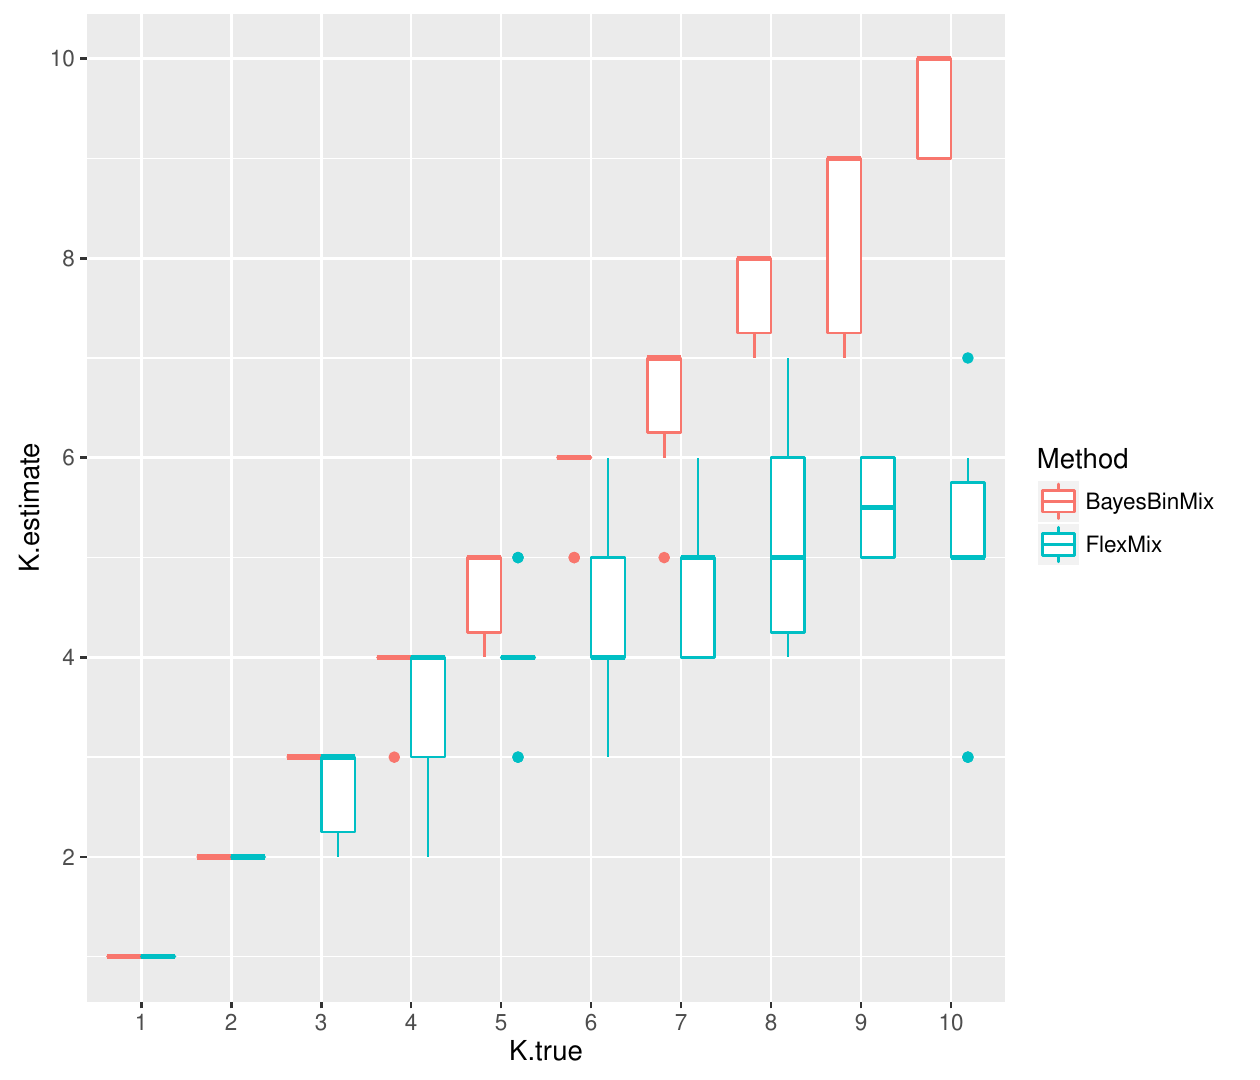 10
8
6
4
2
K.estimate
1 2 3 4 5 6 7 8 9 10
K.true
Method
BayesBinMix
FlexMix